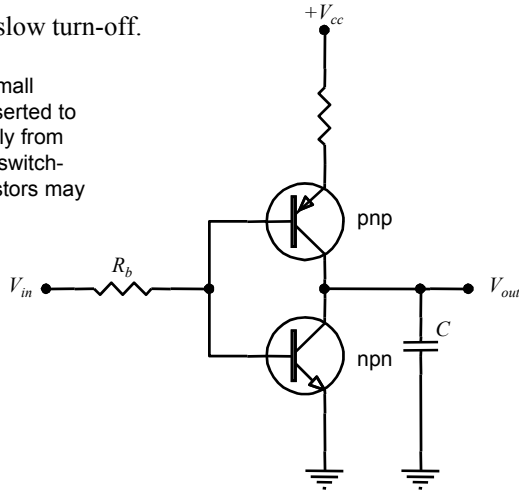 slow turn-off.
+Vcc
mall
serted to
ly from
switch-
stors may
pnp
Rb
Vin
Vout
C
npn